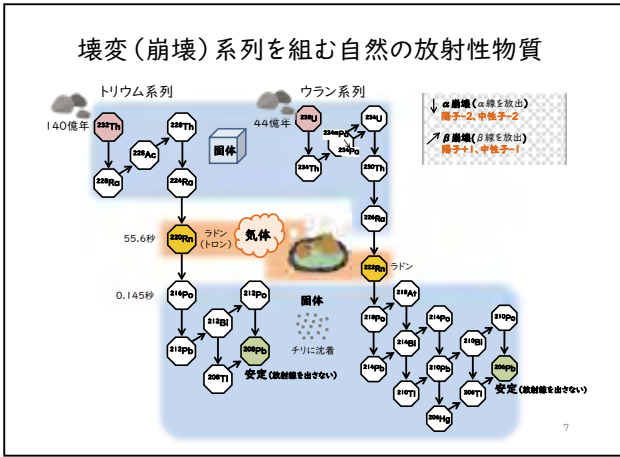 壊変(崩壊)系列を組む自然の放射性物質
トリウム系列
ウラン系列
140億年
232Th
228Th
228Ac
228Ra
224Ra
固体
44億年
238U
234mPa
234Pa
234U
234Th
230Th
226Ra
↓ α崩壊(α線を放出)
陽子-2、中性子-2
↗ β崩壊(β線を放出)
陽子+1、中性子-1
55.6秒
220Rn
ラドン
(トロン)
気体
222Rn
ラドン
0.145秒
216Po
212Po
212Bi
212Pb
208Pb
208Tl
安定(放射線を出さない)
固体
チリに沈着
218At
218Po
214Po
210Po
214Bi
210Bi
214Pb
210Pb
206Pb
210Tl
206Tl
206Hg
安定(放射線を出さない)
7